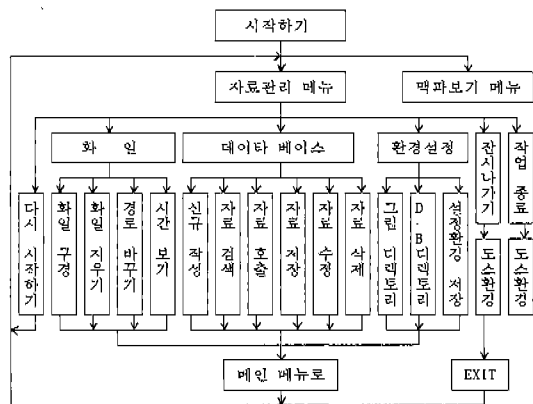 시작하기
자료관리 메뉴
맥파보기 메뉴
화 일
데이타 베이스
환경설정
잠시나가기
작업 종료
다시 시작하기
화일 구경
화일 지우기
경로 바꾸기
시간 보기
신규 작성
자료 검색
자료 호출
자료 저장
자료 수정
자료 삭제
그림 디렉토리
D·B디렉토리
설정환경 저장
도스환경
도스환경
메인 메뉴로
EXIT